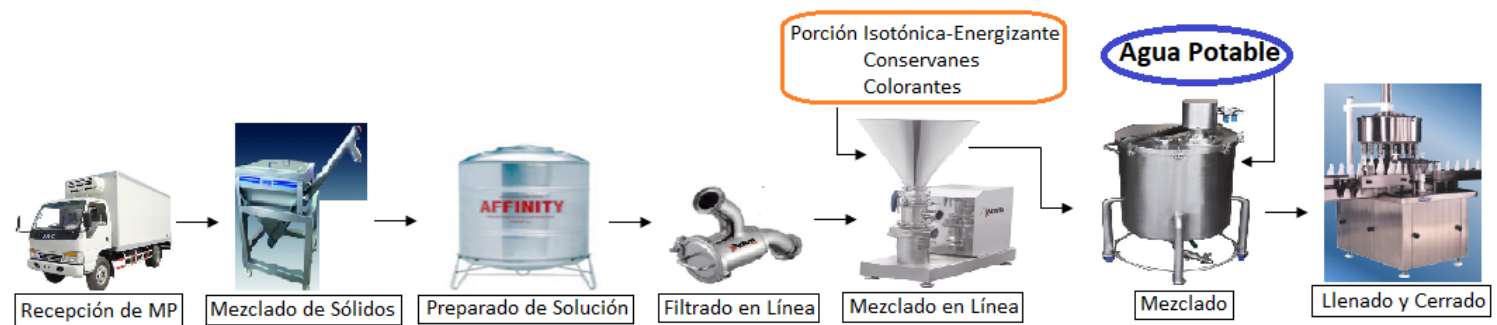 Porción Isotónica-Energizante
Conservanes
Colorantes
Agua Potable
JAC
AFFINITY
Recepción de MP
Mezclado de Sólidos
Preparado de Solución
Filtrado en Línea
Mezclado en Línea
Mezclado
Llenado y Cerrado